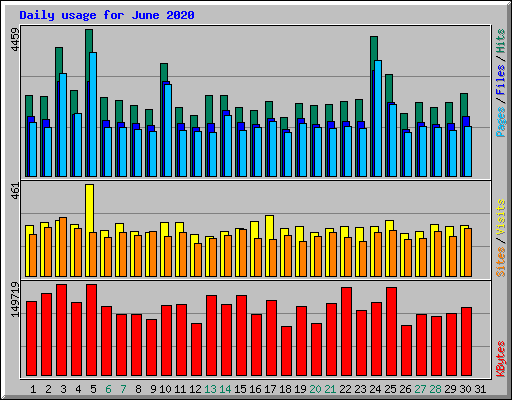 Daily usage for June 2020
4459
Pages / Files / Hits
461
Sites / Visits
149719
KBytes
1 2 3 4 5 6 7 8 9 10 11 12 13 14 15 16 17 18 19 20 21 22 23 24 25 26 27 28 29 30 31